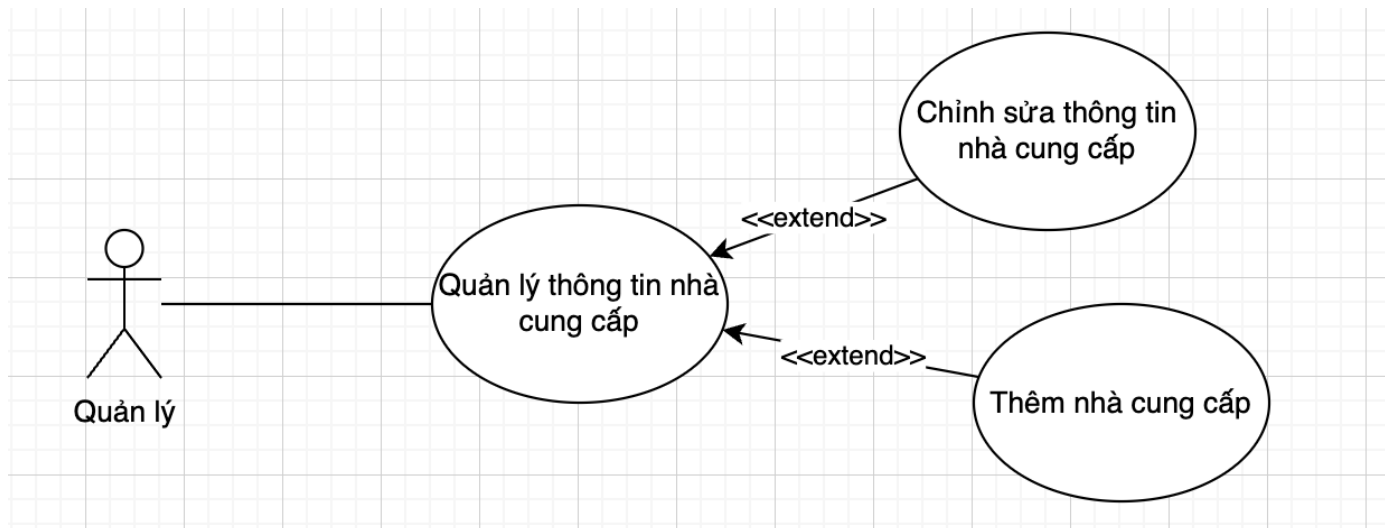 Chỉnh sửa thông tin
nhà cung cấp
<<extend>>
Quản lý thông tin nhà
cung cấp
<<extend>>
Thêm nhà cung cấp
Quản lý